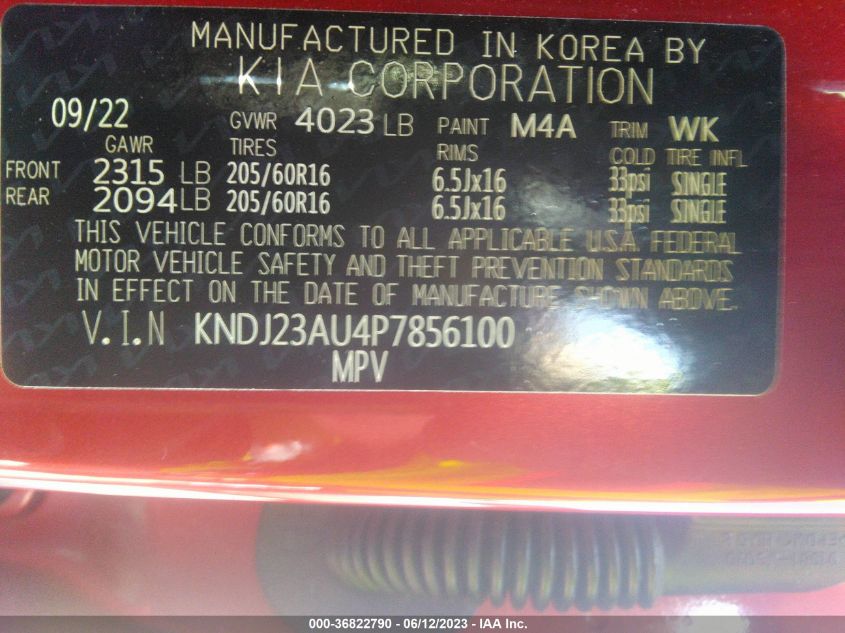 MANUFACTURED IN KOREA BY
KIA CORPORATION
09/22 GVWR 4023 LB PAINT M4A TRIM WK
GAWR TIRES RIMS COLD TIRE INFL
FRONT 2315 LB 205/60R16 6.5Jx16 33psi SINGLE
REAR 2094 LB 205/60R16 6.5Jx16 33psi SINGLE
THIS VEHICLE CONFORMS TO ALL APPLICABLE U.S.A. FEDERAL
MOTOR VEHICLE SAFETY AND THEFT PREVENTION STANDARDS
IN EFFECT ON THE DATE OF MANUFACTURE SHOWN ABOVE.
V.I.N KNDJ23AU4P7856100
MPV
000-36822790 - 06/12/2023 - IAA Inc.